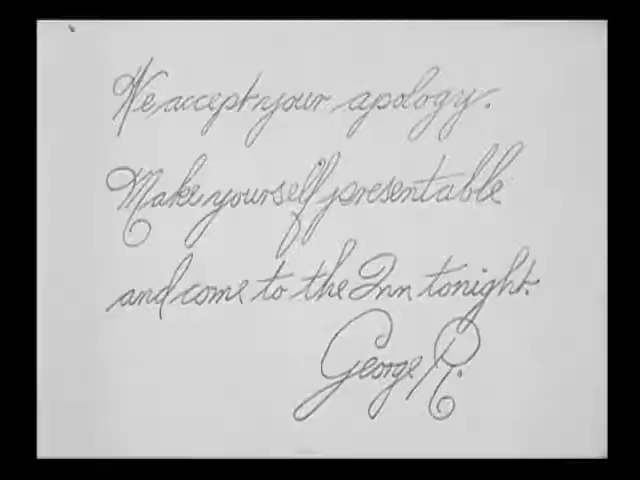 We accept your apology.
Make yourself presentable
and come to the Inn tonight.
George R.